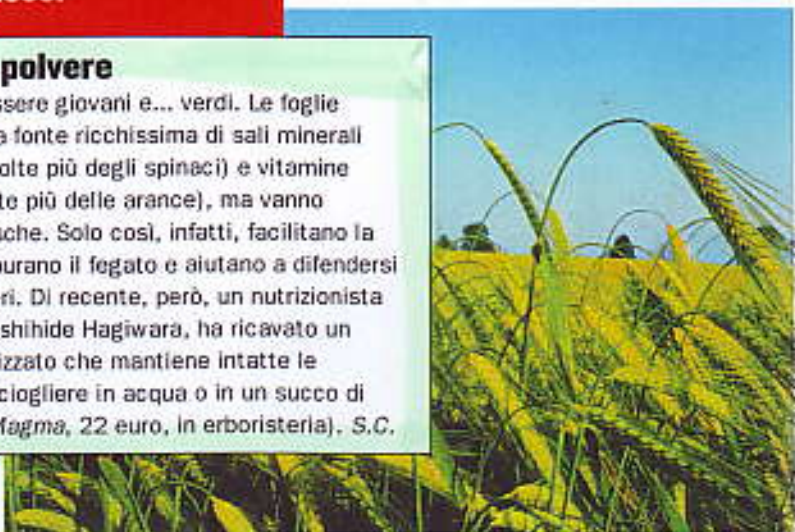 polvere
ssere giovani e... verdi. Le foglie
a fonte ricchissima di sali minerali
olte più degli spinaci) e vitamine
te più delle arance), ma vanno
sche. Solo così, infatti, facilitano la
urano il fegato e aiutano a difendersi
ri. Di recente, però, un nutrizionista
shihide Hagiwara, ha ricavato un
izzato che mantiene intatte le
ciogliere in acqua o in un succo di
Magma, 22 euro, in erboristeria). S.C.